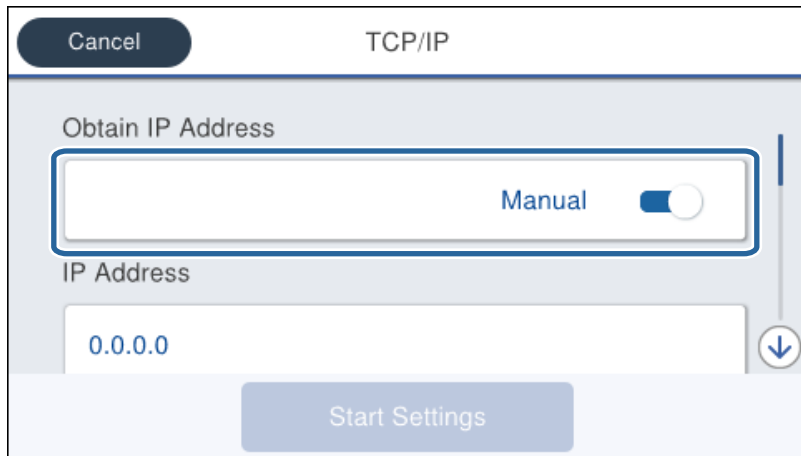 Cancel
TCP/IP
Obtain IP Address
Manual
IP Address
0.0.0.0
Start Settings